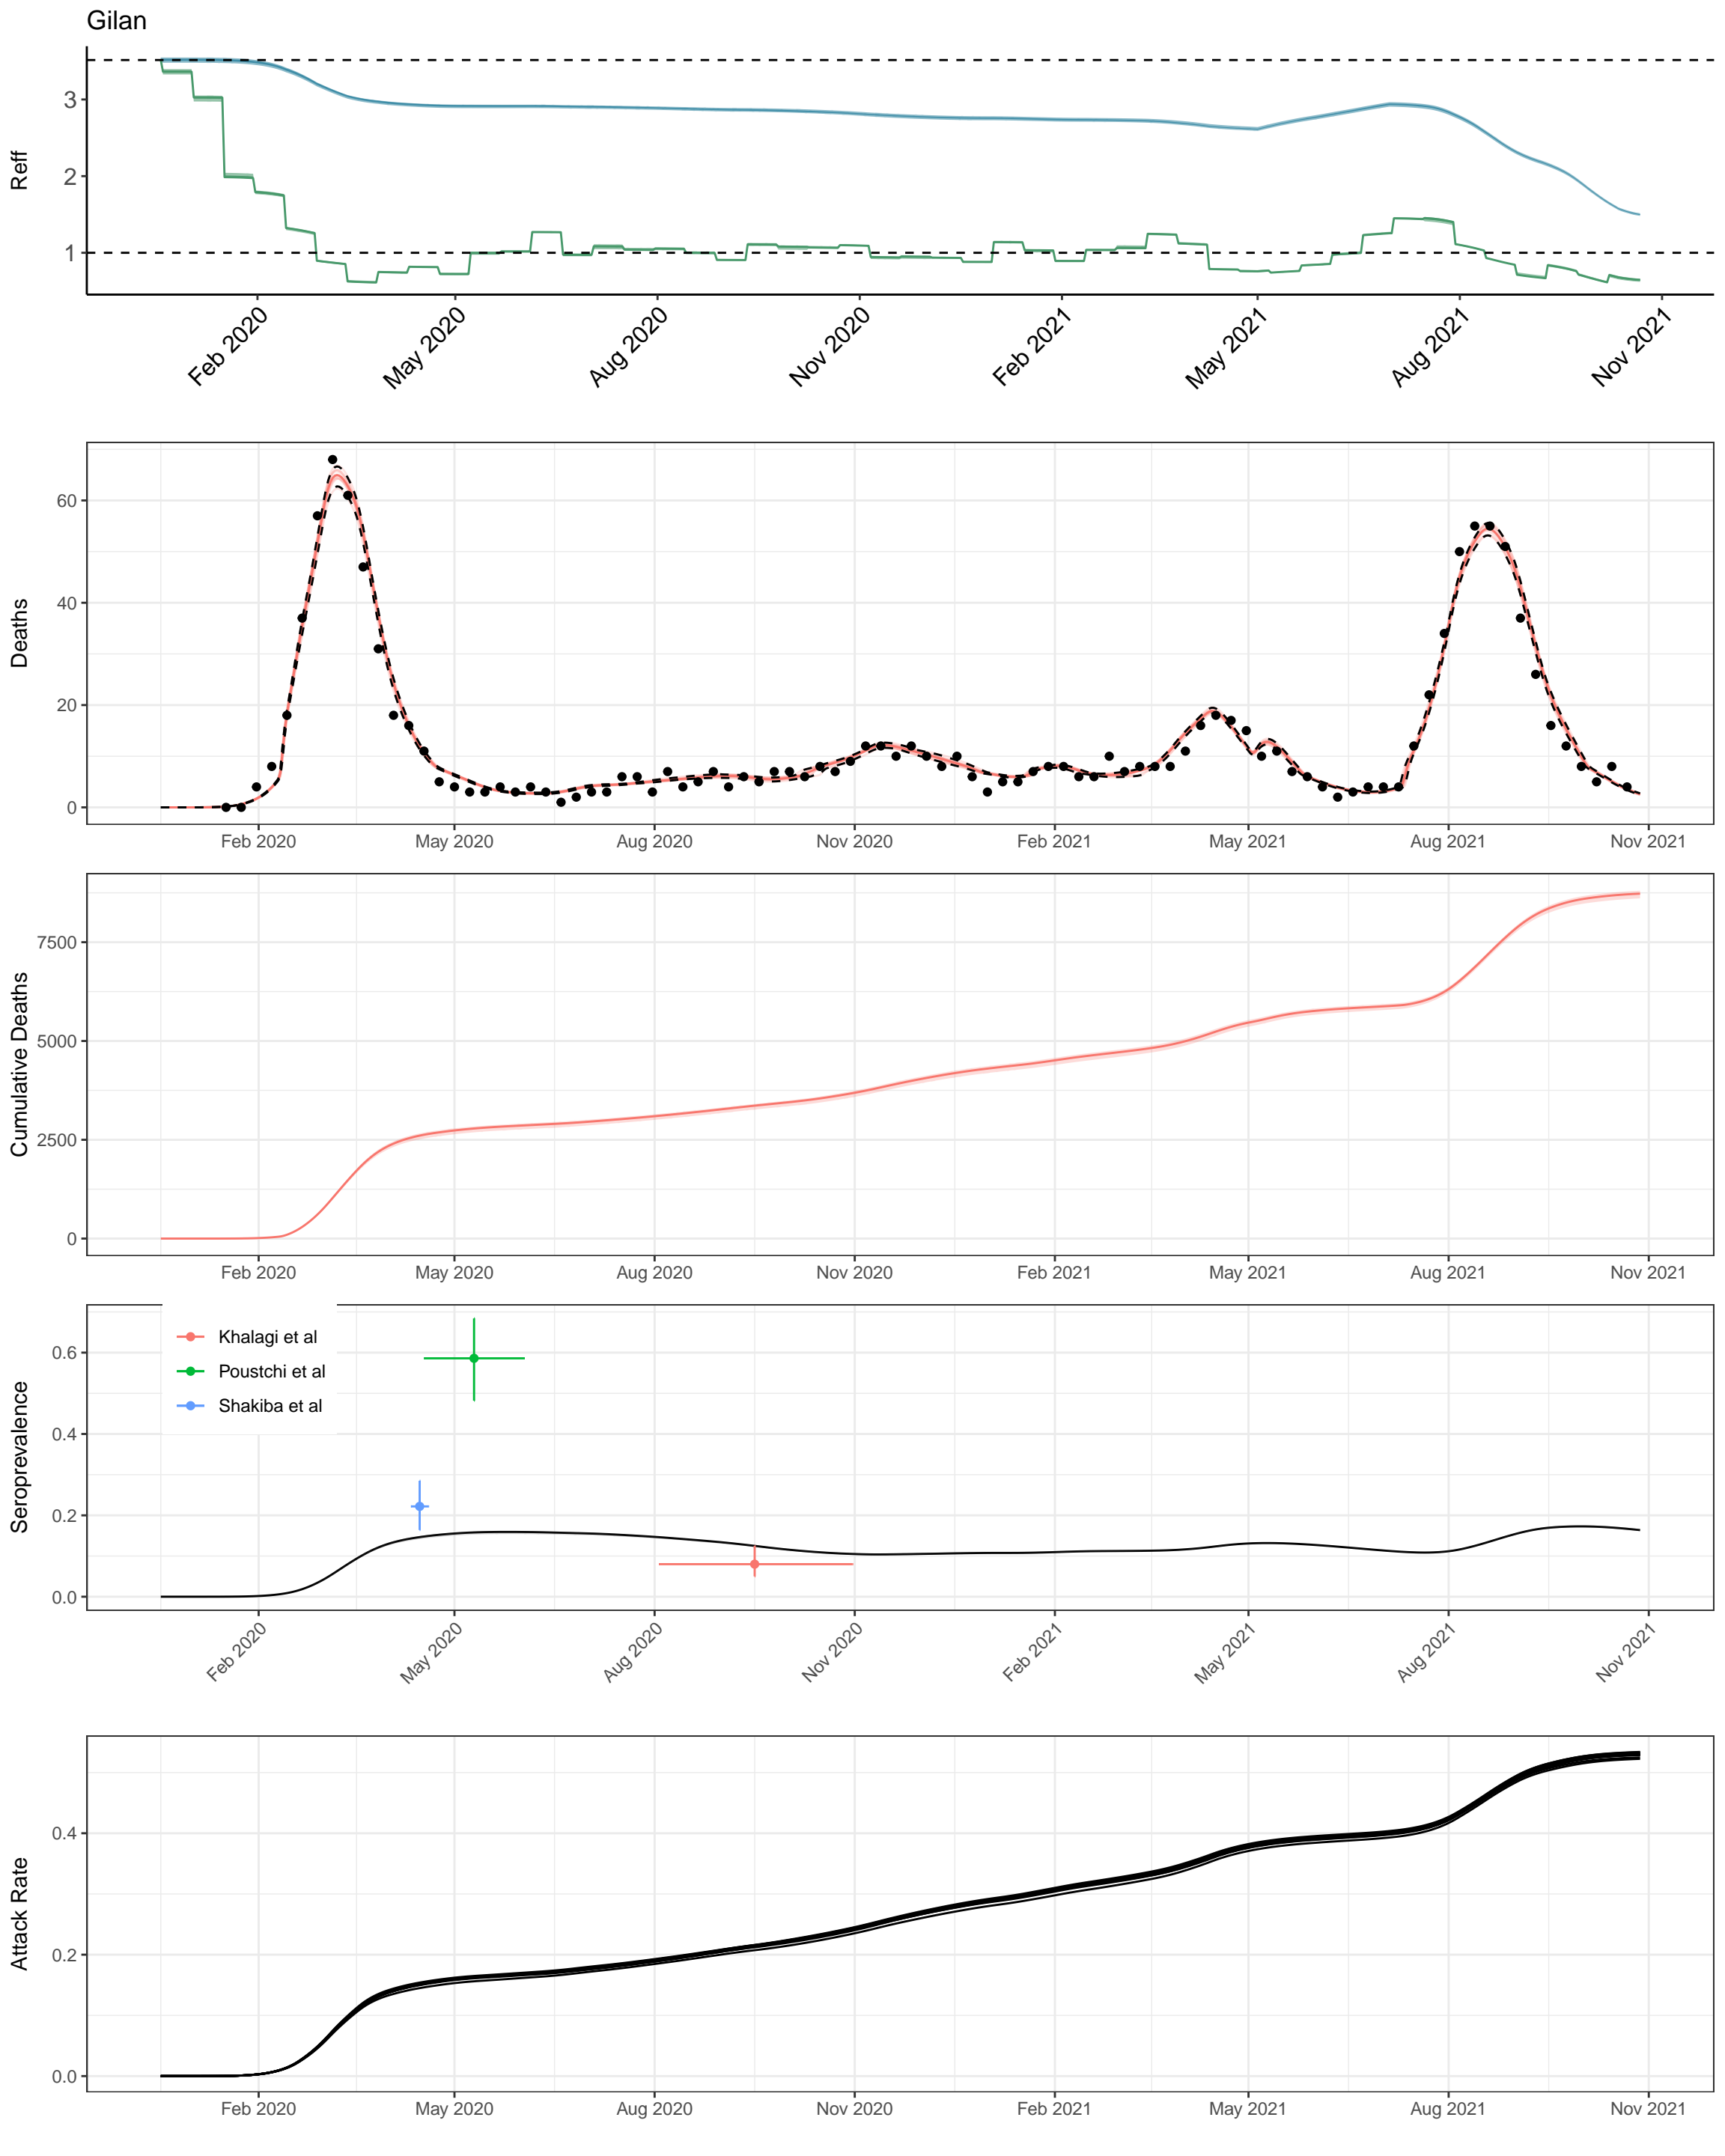 Gilan
Reff
3
2
1
Feb 2020
May 2020
Aug 2020
Nov 2020
Feb 2021
May 2021
Aug 2021
Nov 2021
Deaths
60
40
20
0
Feb 2020
May 2020
Aug 2020
Nov 2020
Feb 2021
May 2021
Aug 2021
Nov 2021
Cumulative Deaths
7500
5000
2500
0
Feb 2020
May 2020
Aug 2020
Nov 2020
Feb 2021
May 2021
Aug 2021
Nov 2021
Seroprevalence
0.6
0.4
0.2
0.0
Khalagi et al
Poustchi et al
Shakiba et al
Feb 2020
May 2020
Aug 2020
Nov 2020
Feb 2021
May 2021
Aug 2021
Nov 2021
Attack Rate
0.4
0.2
0.0
Feb 2020
May 2020
Aug 2020
Nov 2020
Feb 2021
May 2021
Aug 2021
Nov 2021